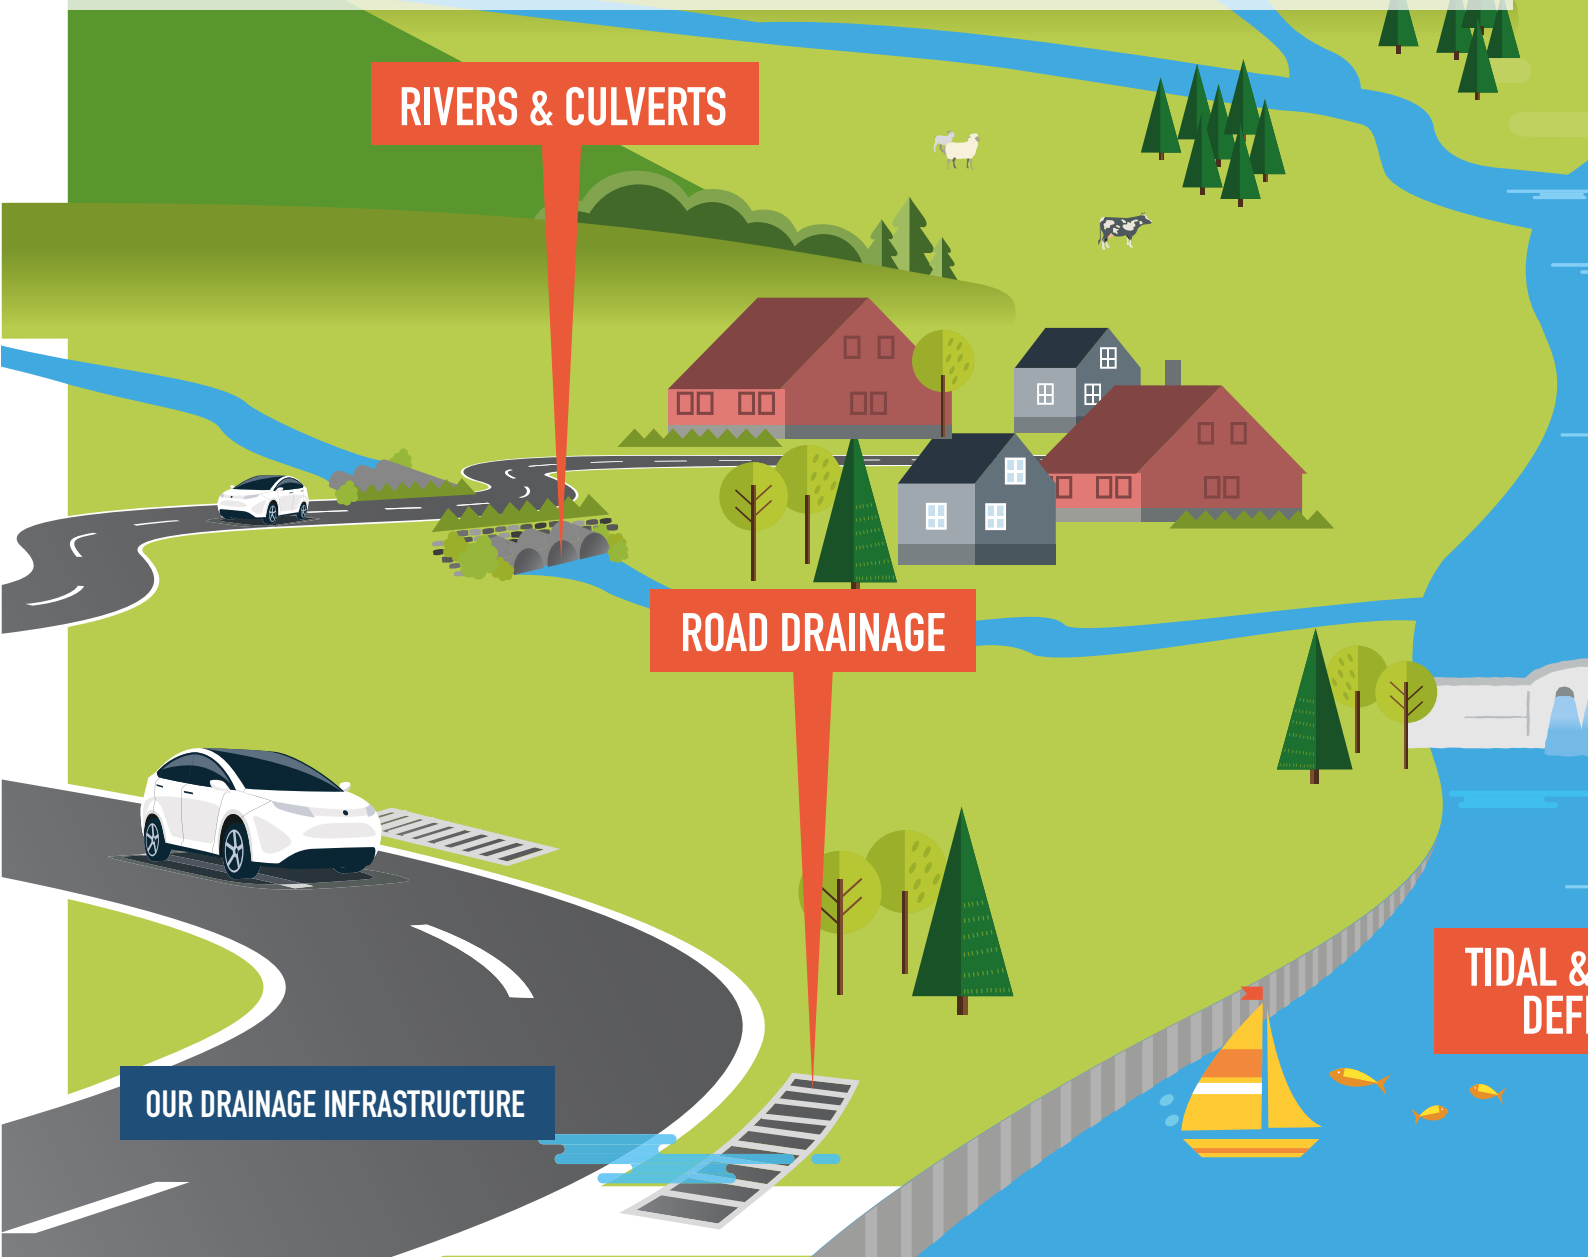 RIVERS & CULVERTS
ROAD DRAINAGE
TIDAL &
OUR DRAINAGE INFRASTRUCTURE